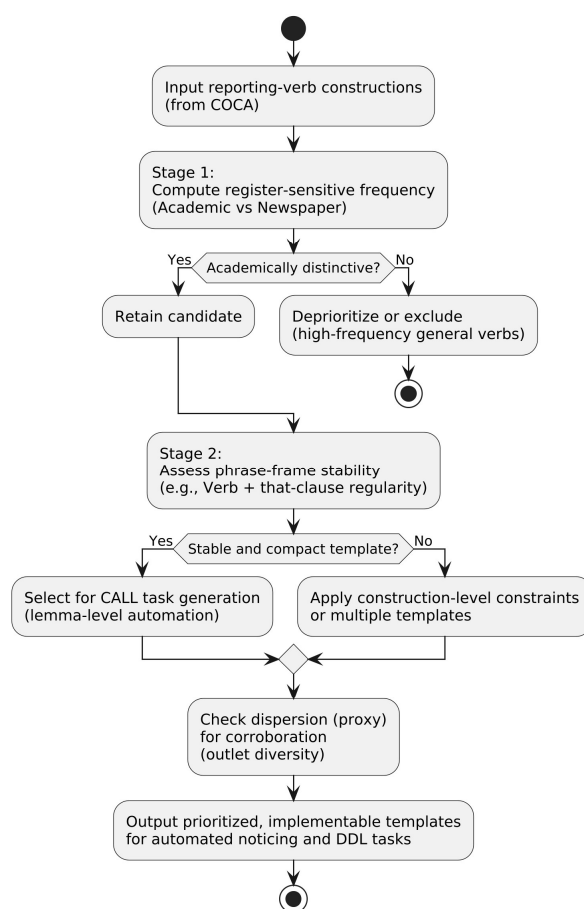 Input reporting-verb constructions
(from COCA)
Stage 1:
Compute register-sensitive frequency
(Academic vs Newspaper)
Yes
Academically distinctive?
No
Retain candidate
Deprioritize or exclude
(high-frequency general verbs)
Stage 2:
Assess phrase-frame stability
(e.g., Verb + that-clause regularity)
Yes
Stable and compact template?
No
Select for CALL task generation
(lemma-level automation)
Apply construction-level constraints
or multiple templates
Check dispersion (proxy)
for corroboration
(outlet diversity)
Output prioritized, implementable templates
for automated noticing and DDL tasks